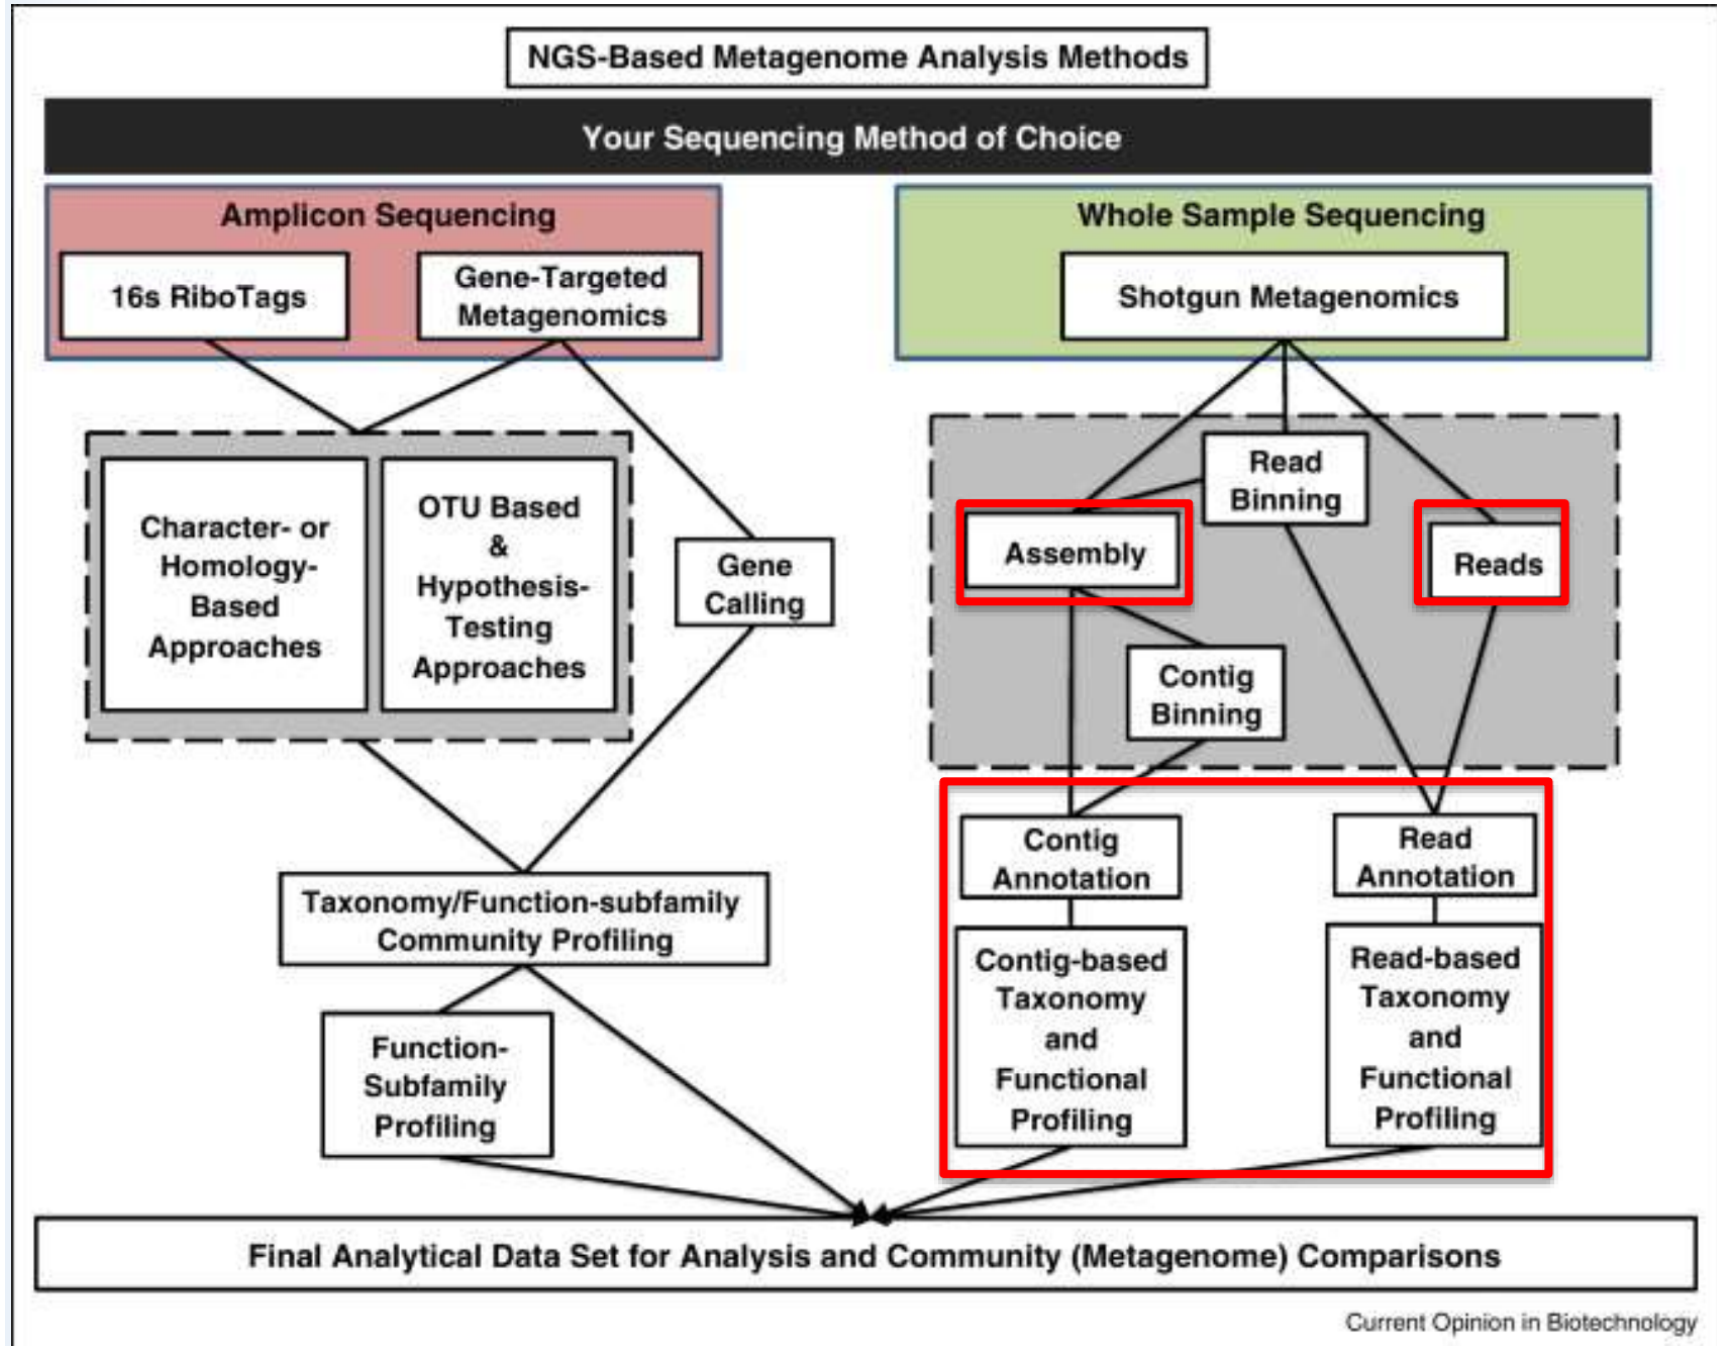 NGS-Based Metagenome Analysis Methods
Your Sequencing Method of Choice
Amplicon Sequencing
16s RiboTags
Gene-Targeted
Metagenomics
Whole Sample Sequencing
Shotgun Metagenomics
Character- or
Homology-
Based
Approaches
OTU Based
&
Hypothesis-
Testing
Approaches
Gene
Calling
Read
Binning
Assembly
Reads
Contig
Binning
Contig
Annotation
Read
Annotation
Taxonomy/Function-subfamily
Community Profiling
Contig-based
Taxonomy
and
Functional
Profiling
Read-based
Taxonomy
and
Functional
Profiling
Function-
Subfamily
Profiling
Final Analytical Data Set for Analysis and Community (Metagenome) Comparisons
Current Opinion in Biotechnology